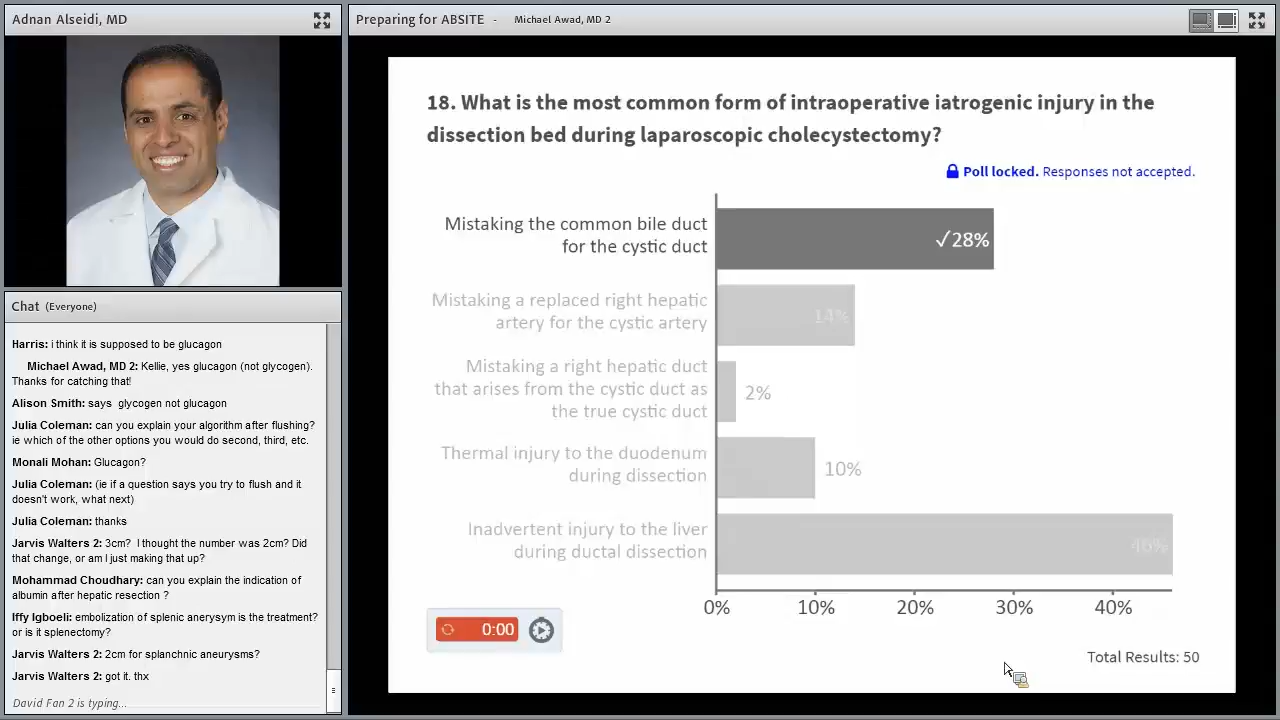 Adnan Alseidi, MD
Preparing for ABSITE - Michael Awad, MD 2
Chat (Everyone)
Harris: i think it is supposed to be glucagon
Michael Awad, MD 2: Kellie, yes glucagon (not glycogen).
Thanks for catching that!
Alison Smith: says glycogen not glucagon
Julia Coleman: can you explain your algorithm after flushing?
ie which of the other options you would do second, third, etc.
Monali Mohan: Glucagon?
Julia Coleman: (ie if a question says you try to flush and it
doesn't work, what next)
Julia Coleman: thanks
Jarvis Walters 2: 3cm? I thought the number was 2cm? Did
that change, or am I just making that up?
Mohammad Choudhary: can you explain the indication of
albumin after hepatic resection ?
Iffy Igboeli: embolization of splenic anerysym is the treatment?
or is it splenectomy?
Jarvis Walters 2: 2cm for splanchnic aneurysms?
Jarvis Walters 2: got it. thx
David Fan 2 is typing...
18. What is the most common form of intraoperative iatrogenic injury in the
dissection bed during laparoscopic cholecystectomy?
Poll locked. Responses not accepted.
Mistaking the common bile duct
for the cystic duct
✓28%
Mistaking a replaced right hepatic
artery for the cystic artery
14%
Mistaking a right hepatic duct
that arises from the cystic duct as
the true cystic duct
2%
Thermal injury to the duodenum
during dissection
10%
Inadvertent injury to the liver
during ductal dissection
46%
0% 10% 20% 30% 40%
0:00
Total Results: 50